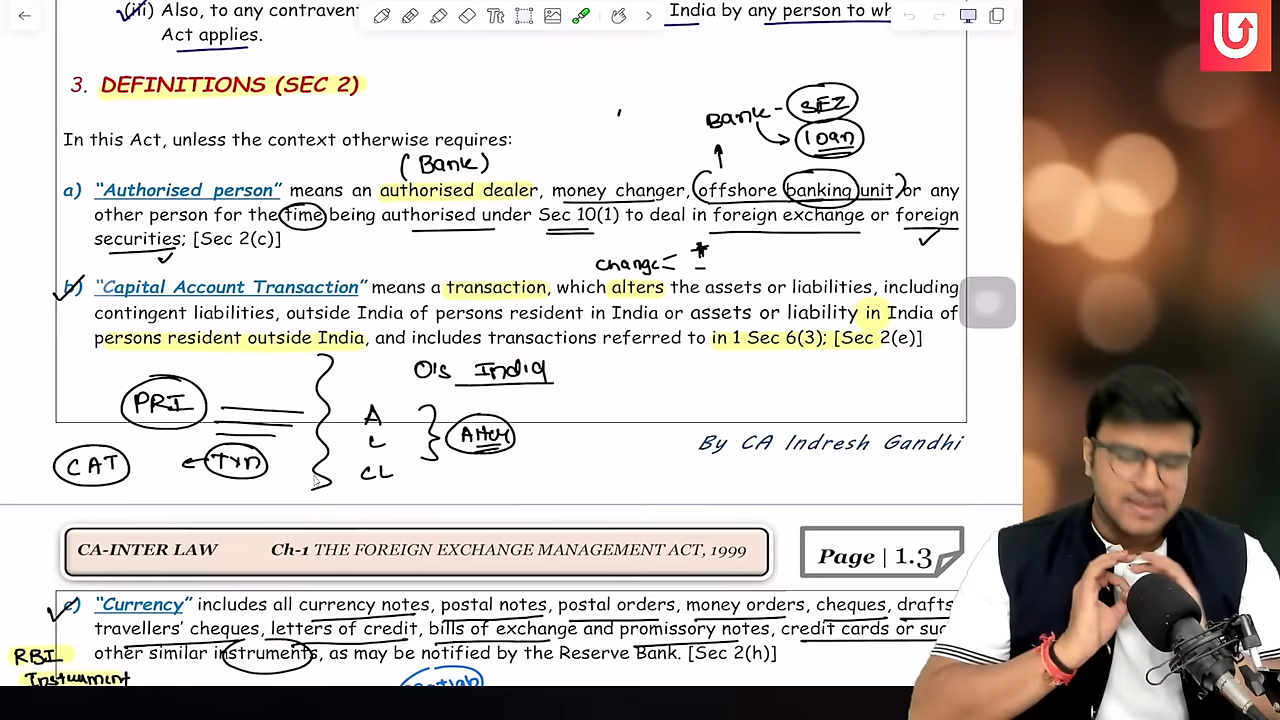 (iii) Also, to any contraven India by any person to wh
Act applies.
3. DEFINITIONS (SEC 2)
Bank - SEZ
loan
In this Act, unless the context otherwise requires:
(Bank)
a) "Authorised person" means an authorised dealer, money changer, (offshore banking unit) or any
other person for the time being authorised under Sec 10(1) to deal in foreign exchange or foreign
securities; [Sec 2(c)]
change < + -
b) "Capital Account Transaction" means a transaction, which alters the assets or liabilities, including
contingent liabilities, outside India of persons resident in India or assets or liability in India of
persons resident outside India, and includes transactions referred to in 1 Sec 6(3); [Sec 2(e)]
O's India
PRI
A
L
CL
Alter
CAT
Txn
By CA Indresh Gandhi
CA-INTER LAW Ch-1 THE FOREIGN EXCHANGE MANAGEMENT ACT, 1999
Page | 1.3
c) "Currency" includes all currency notes, postal notes, postal orders, money orders, cheques, drafts
travellers' cheques, letters of credit, bills of exchange and promissory notes, credit cards or suc
other similar instruments, as may be notified by the Reserve Bank. [Sec 2(h)]
RBI
Instrument